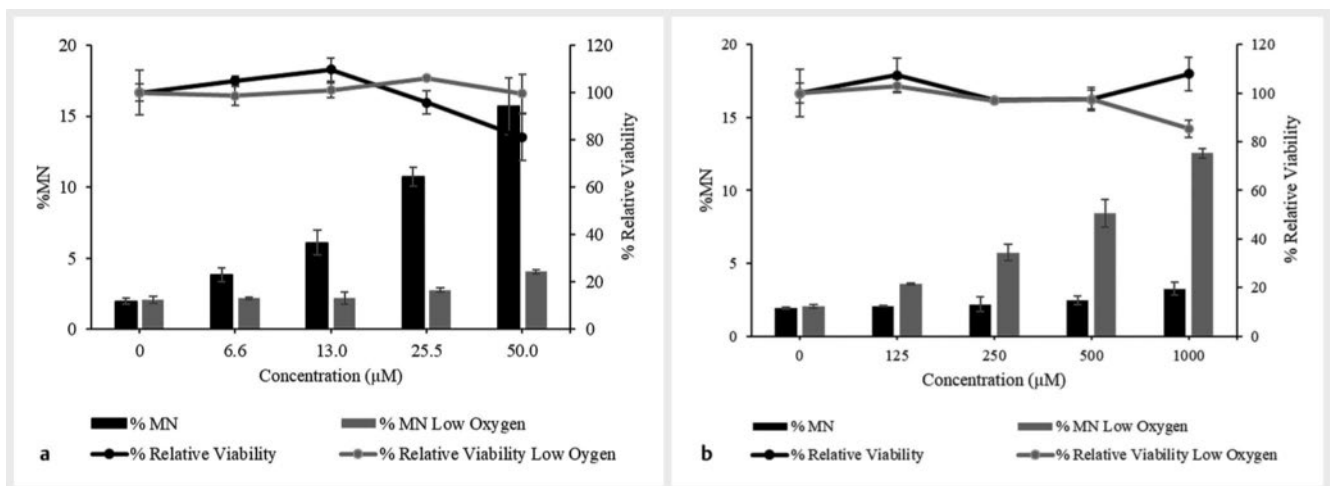 20
15
10
5
0
%MN
120
100
80
60
40
20
0
% Relative Viability
0 6.6 13.0 25.5 50.0
Concentration (µM)
% MN % MN Low Oxygen
% Relative Viability % Relative Viability Low Oygen
a
20
15
10
5
0
%MN
120
100
80
60
40
20
0
% Relative Viability
0 125 250 500 1000
Concentration (µM)
% MN % MN Low Oxygen
% Relative Viability % Relative Viability Low Oxygen
b